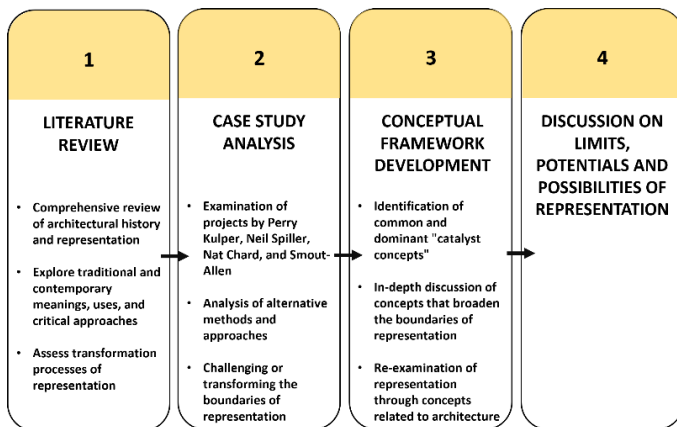 1
LITERATURE
REVIEW
• Comprehensive review
of architectural history
and representation
• Explore traditional and
contemporary
meanings, uses, and
critical approaches
• Assess transformation
processes of
representation
2
CASE STUDY
ANALYSIS
• Examination of
projects by Perry
Kulper, Neil Spiller,
Nat Chard, and Smout-
Allen
• Analysis of alternative
methods and
approaches
• Challenging or
transforming the
boundaries of
representation
3
CONCEPTUAL
FRAMEWORK
DEVELOPMENT
• Identification of
common and
dominant "catalyst
concepts"
• In-depth discussion of
concepts that broaden
the boundaries of
representation
• Re-examination of
representation
through concepts
related to architecture
4
DISCUSSION ON
LIMITS,
POTENTIALS AND
POSSIBILITIES OF
REPRESENTATION